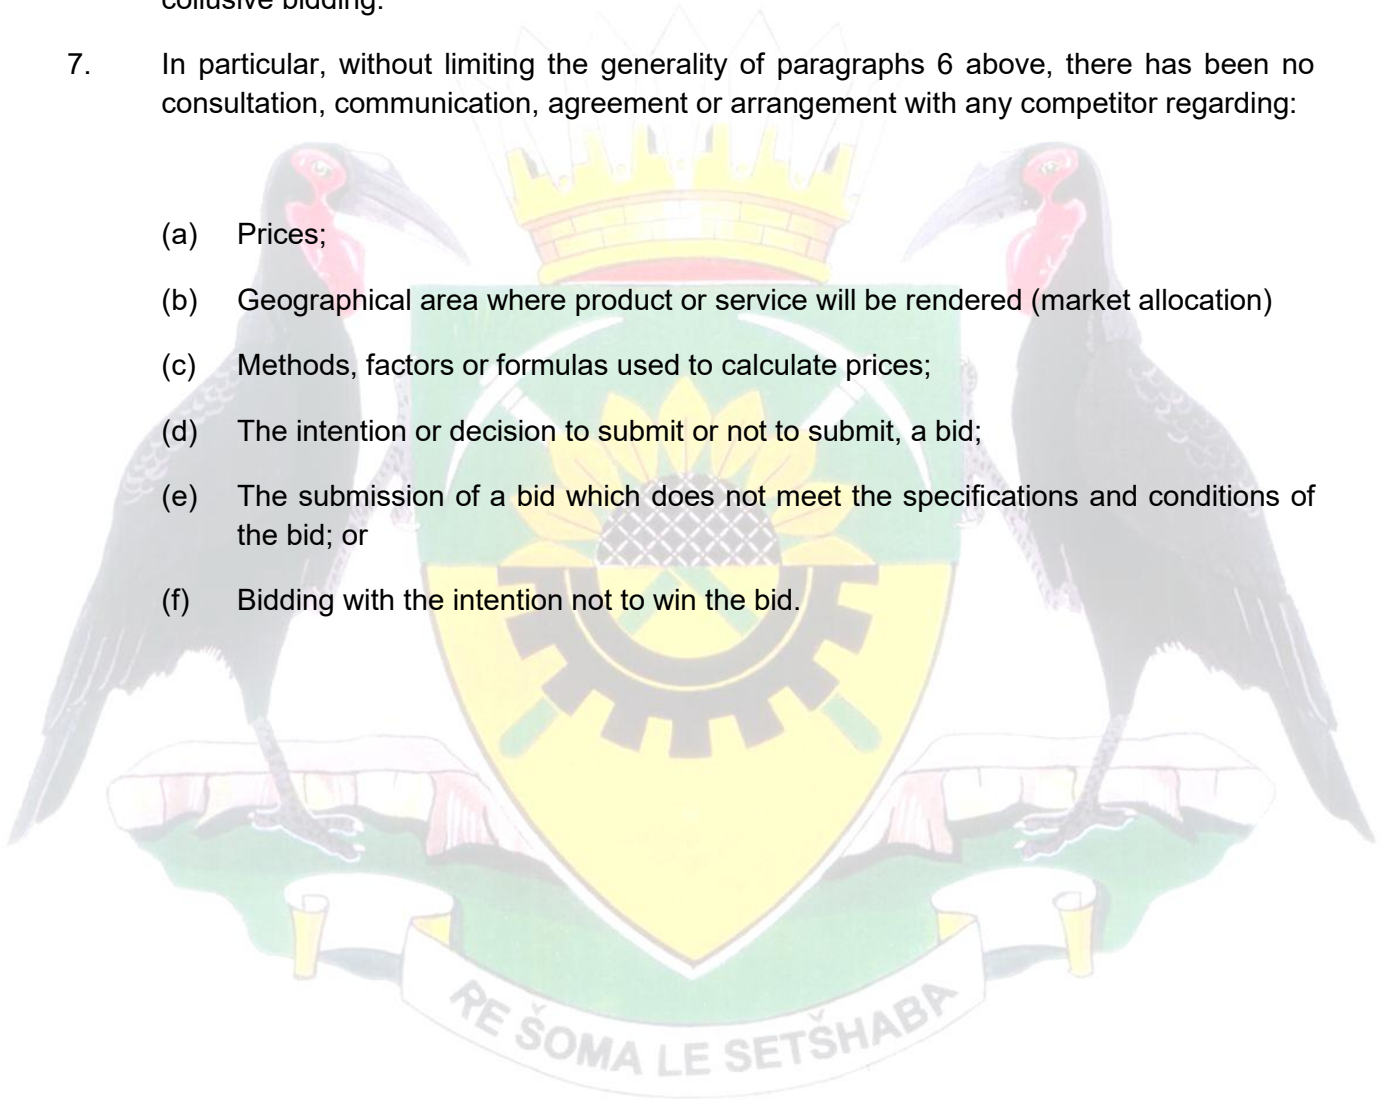 collusive bidding.
7. In particular, without limiting the generality of paragraphs 6 above, there has been no
consultation, communication, agreement or arrangement with any competitor regarding:
(a) Prices;
(b) Geographical area where product or service will be rendered (market allocation)
(c) Methods, factors or formulas used to calculate prices;
(d) The intention or decision to submit or not to submit, a bid;
(e) The submission of a bid which does not meet the specifications and conditions of
the bid; or
(f) Bidding with the intention not to win the bid.
RE ŠOMA LE SETŠHABA